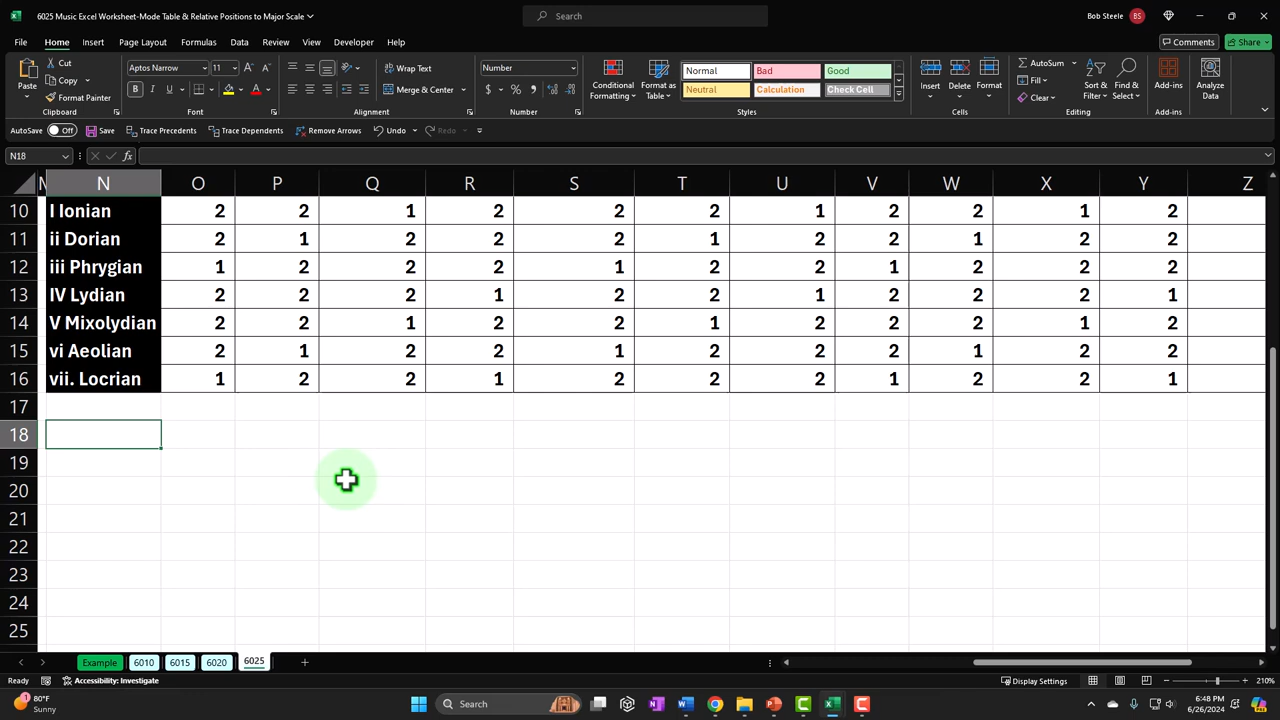 6025 Music Excel Worksheet-Mode Table & Relative Positions to Major Scale
Search
Bob Steele
BS
File Home Insert Draw Page Layout Formulas Data Review View Developer Help
Comments
Share
Paste
Cut
Copy
Format Painter
Clipboard
Aptos Narrow
11
B I U
Font
Wrap Text
Merge & Center
Alignment
Number
$ % ,
Number
Conditional Formatting
Format as Table
Normal Bad Good
Neutral Calculation Check Cell
Styles
Insert Delete Format
Cells
AutoSum
Fill
Clear
Sort & Filter
Find & Select
Editing
Add-ins
Add-ins
Analyze Data
AutoSave Off Save Trace Precedents Trace Dependents Remove Arrows Undo Redo
N18
fx
M N O P Q R S T U V W X Y Z
10 I Ionian 2 2 1 2 2 2 1 2 2 1 2
11 ii Dorian 2 1 2 2 2 1 2 2 1 2 2
12 iii Phrygian 1 2 2 2 1 2 2 1 2 2 2
13 IV Lydian 2 2 2 1 2 2 1 2 2 2 1
14 V Mixolydian 2 2 1 2 2 1 2 2 2 1 2
15 vi Aeolian 2 1 2 2 1 2 2 2 1 2 2
16 vii. Locrian 1 2 2 1 2 2 2 1 2 2 1
17
18
19
20
21
22
23
24
25
Example 6010 6015 6020 6025
Ready Accessibility: Investigate
Display Settings
210%
80°F
Sunny
Search
6:48 PM
6/26/2024